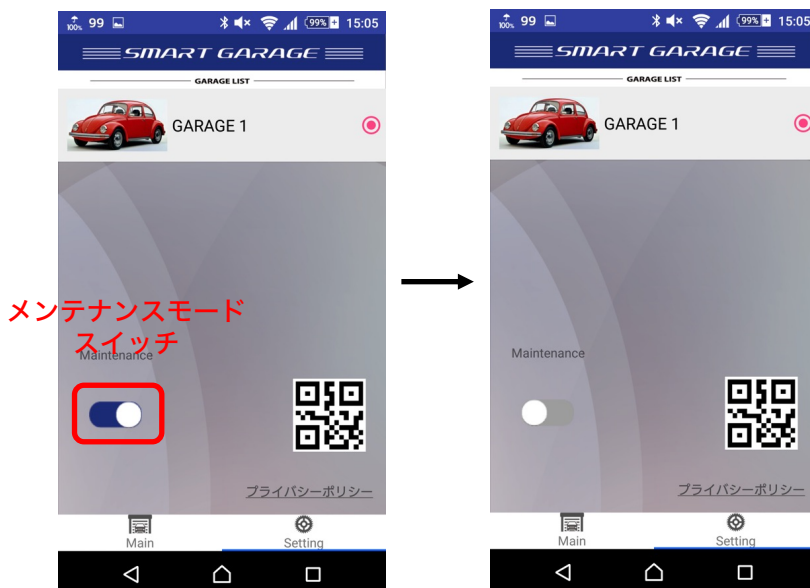 100% 99 99% 15:05
SMART GARAGE
GARAGE LIST
GARAGE 1
メンテナンスモード
スイッチ
Maintenance
プライバシーポリシー
Main Setting
100% 99 99% 15:05
SMART GARAGE
GARAGE LIST
GARAGE 1
Maintenance
プライバシーポリシー
Main Setting